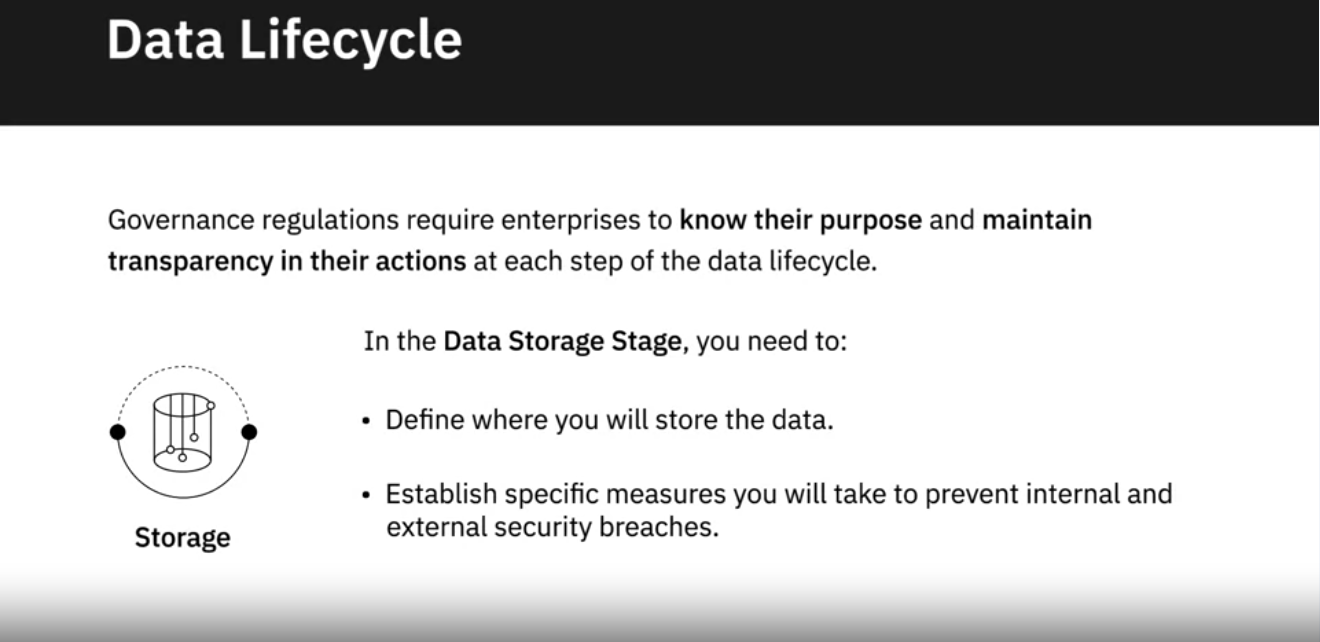 Data Lifecycle
Governance regulations require enterprises to know their purpose and maintain
transparency in their actions at each step of the data lifecycle.
In the Data Storage Stage, you need to:
• Define where you will store the data.
• Establish specific measures you will take to prevent internal and
external security breaches.
Storage